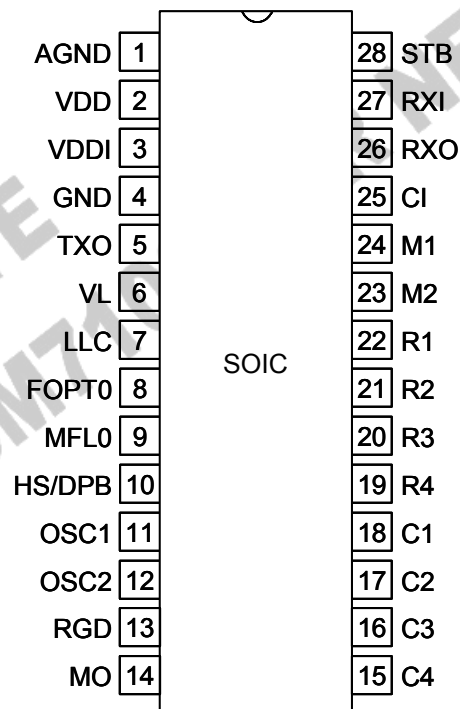 AGND 1
VDD 2
VDDI 3
GND 4
TXO 5
VL 6
LLC 7
FOPT0 8
MFL0 9
HS/DPB 10
OSC1 11
OSC2 12
RGD 13
MO 14
SOIC
28 STB
27 RXI
26 RXO
25 CI
24 M1
23 M2
22 R1
21 R2
20 R3
19 R4
18 C1
17 C2
16 C3
15 C4